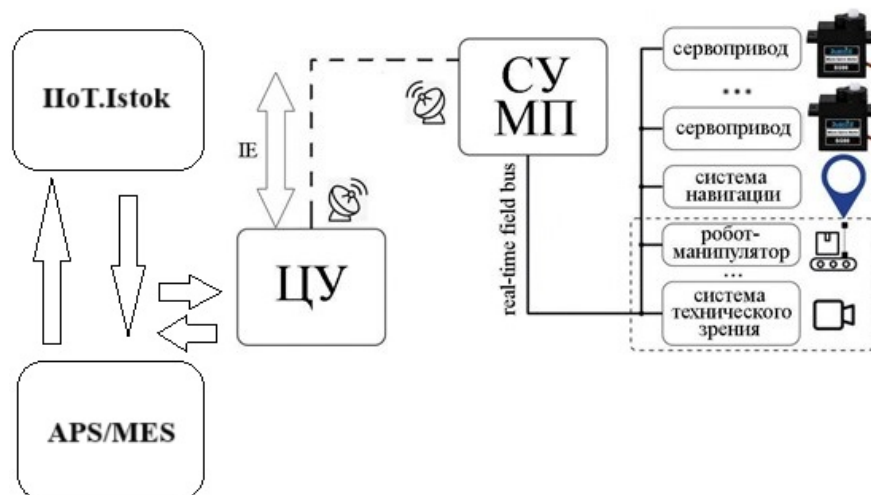 IIoT.Istok
APS/MES
IE
ЦУ
СУ
МП
real-time field bus
сервопривод
...
сервопривод
система
навигации
робот-
манипулятор
...
система
технического
зрения